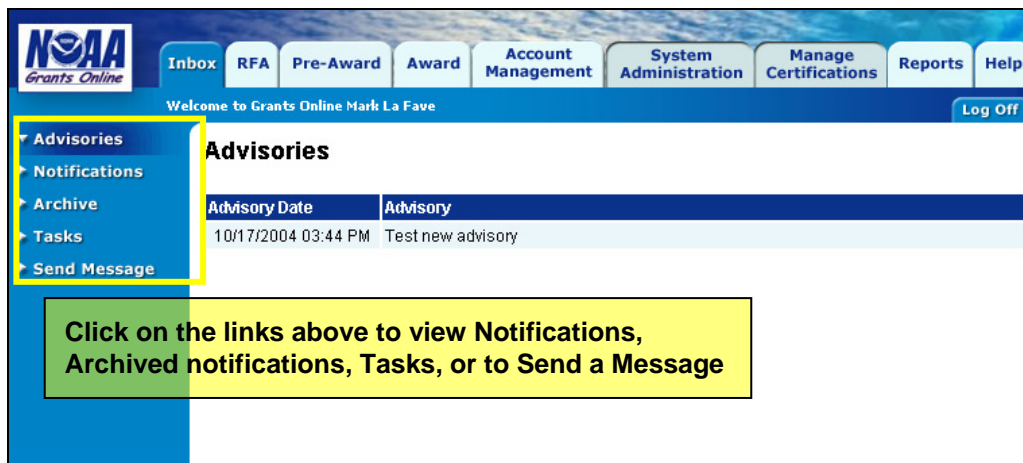 NOAA
Grants Online
Inbox RFA Pre-Award Award Account Management System Administration Manage Certifications Reports Help
Welcome to Grants Online Mark La Fave
Log Off
Advisories
Notifications
Archive
Tasks
Send Message
Advisories
Advisory Date Advisory
10/17/2004 03:44 PM Test new advisory
Click on the links above to view Notifications,
Archived notifications, Tasks, or to Send a Message